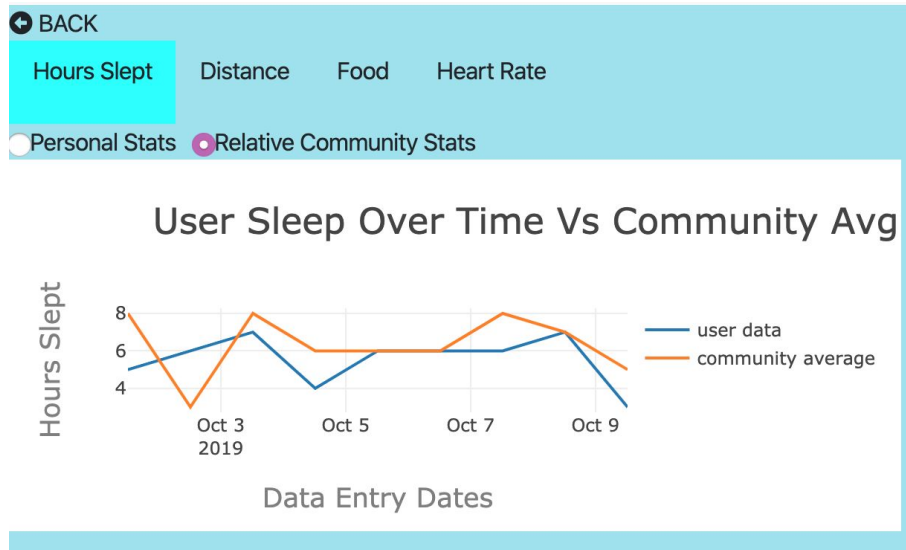 BACK
Hours Slept Distance Food Heart Rate
Personal Stats Relative Community Stats
User Sleep Over Time Vs Community Avg
Hours Slept
8
6
4
user data
community average
Oct 3 Oct 5 Oct 7 Oct 9
2019
Data Entry Dates